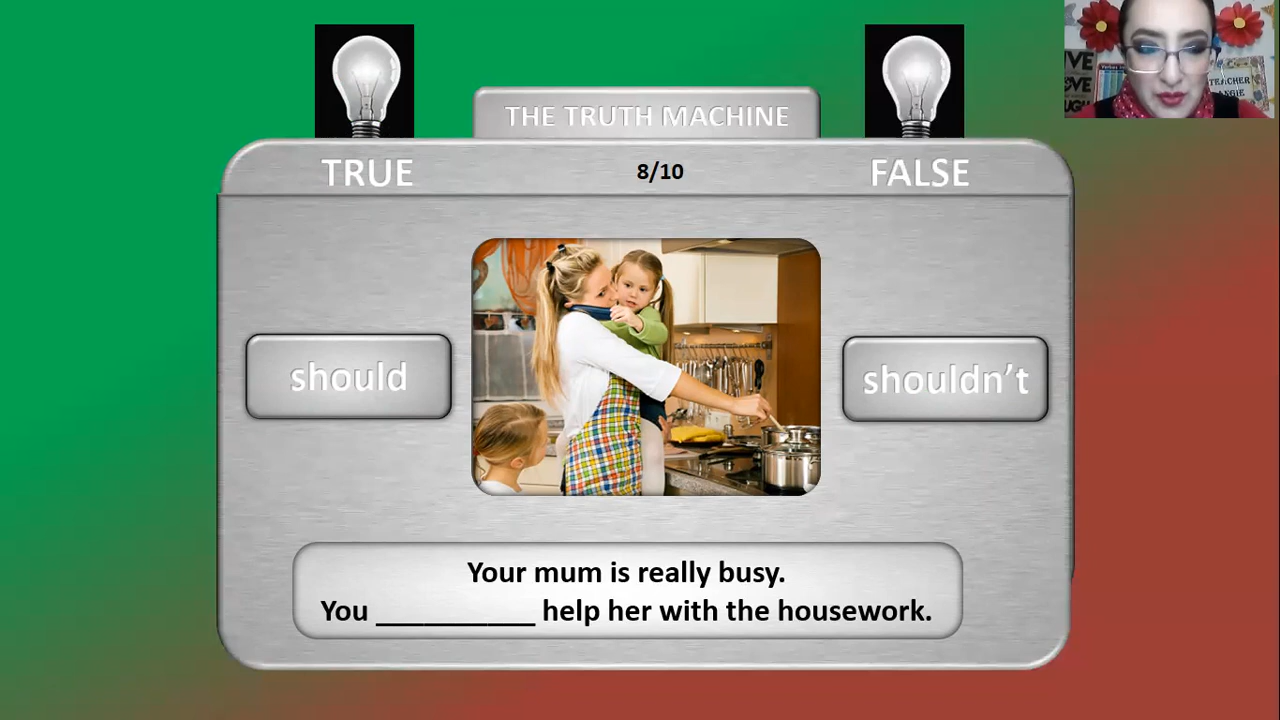 THE TRUTH MACHINE
TRUE
8/10
FALSE
should
shouldn't
Your mum is really busy.
You __________ help her with the housework.
TEACHER